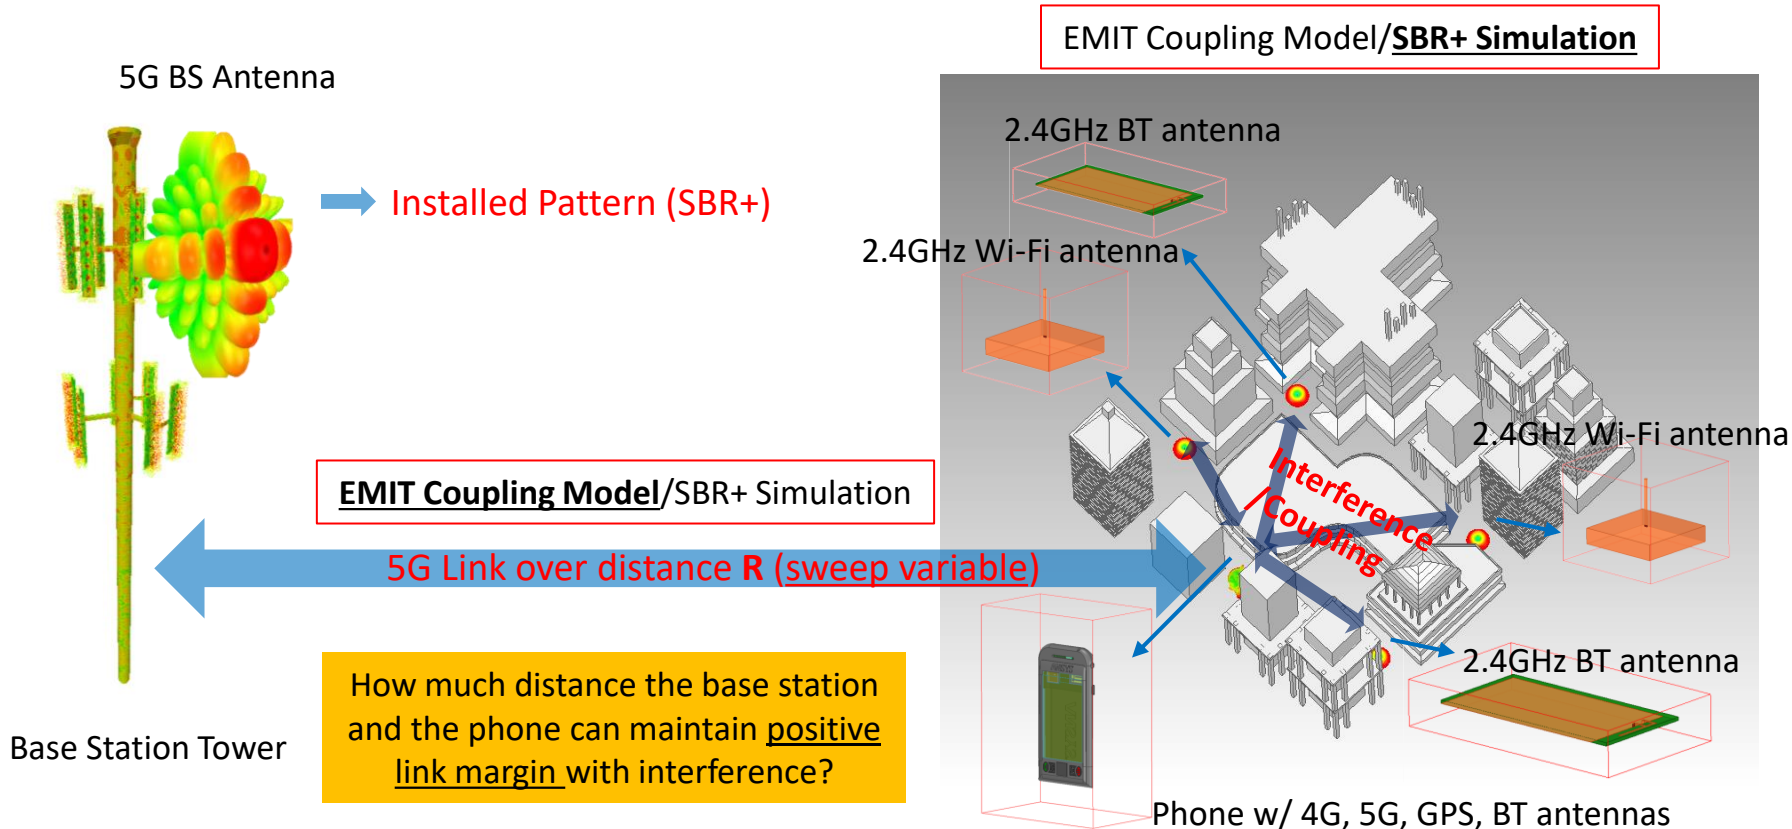 EMIT Coupling Model/SBR+ Simulation
5G BS Antenna
2.4GHz BT antenna
Installed Pattern (SBR+)
2.4GHz Wi-Fi antenna
2.4GHz Wi-Fi antenna
EMIT Coupling Model/SBR+ Simulation
Interference
/Coupling
5G Link over distance R (sweep variable)
How much distance the base station
and the phone can maintain positive
link margin with interference?
2.4GHz BT antenna
Base Station Tower
Phone w/ 4G, 5G, GPS, BT antennas